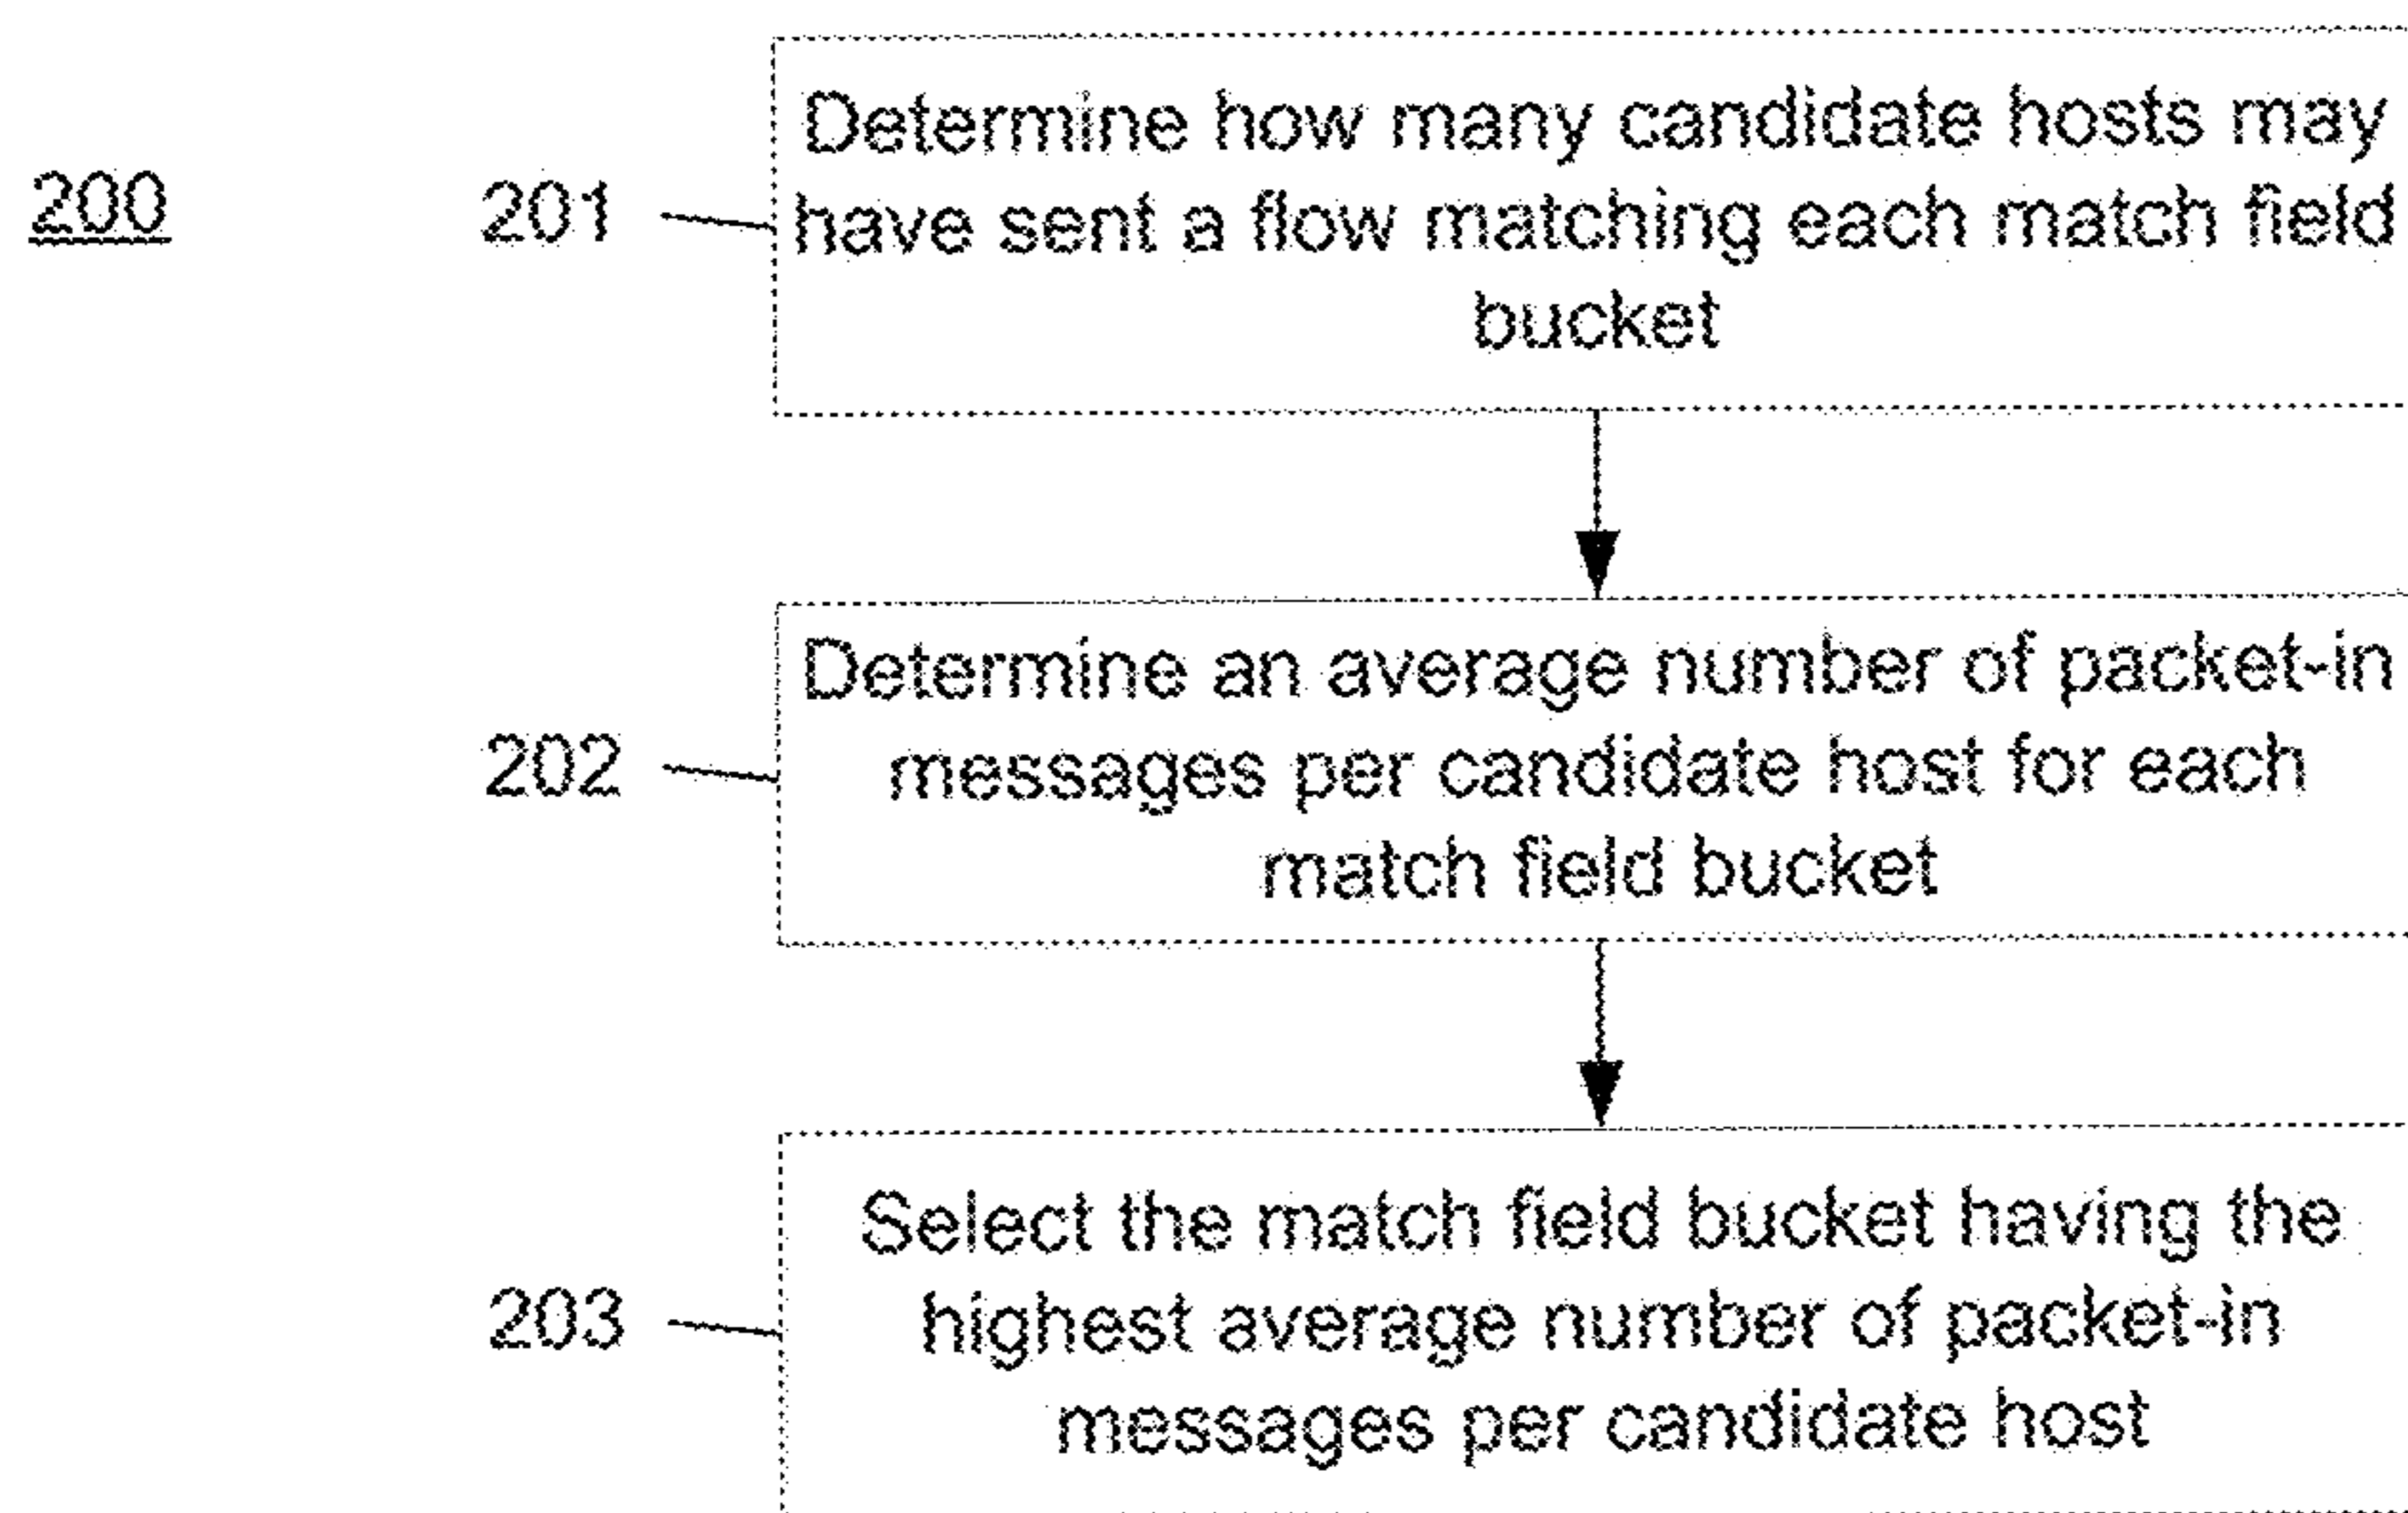 200
201
Determine how many candidate hosts may
have sent a flow matching each match field
bucket
202
Determine an average number of packet-in
messages per candidate host for each
match field bucket
203
Select the match field bucket having the
highest average number of packet-in
messages per candidate host